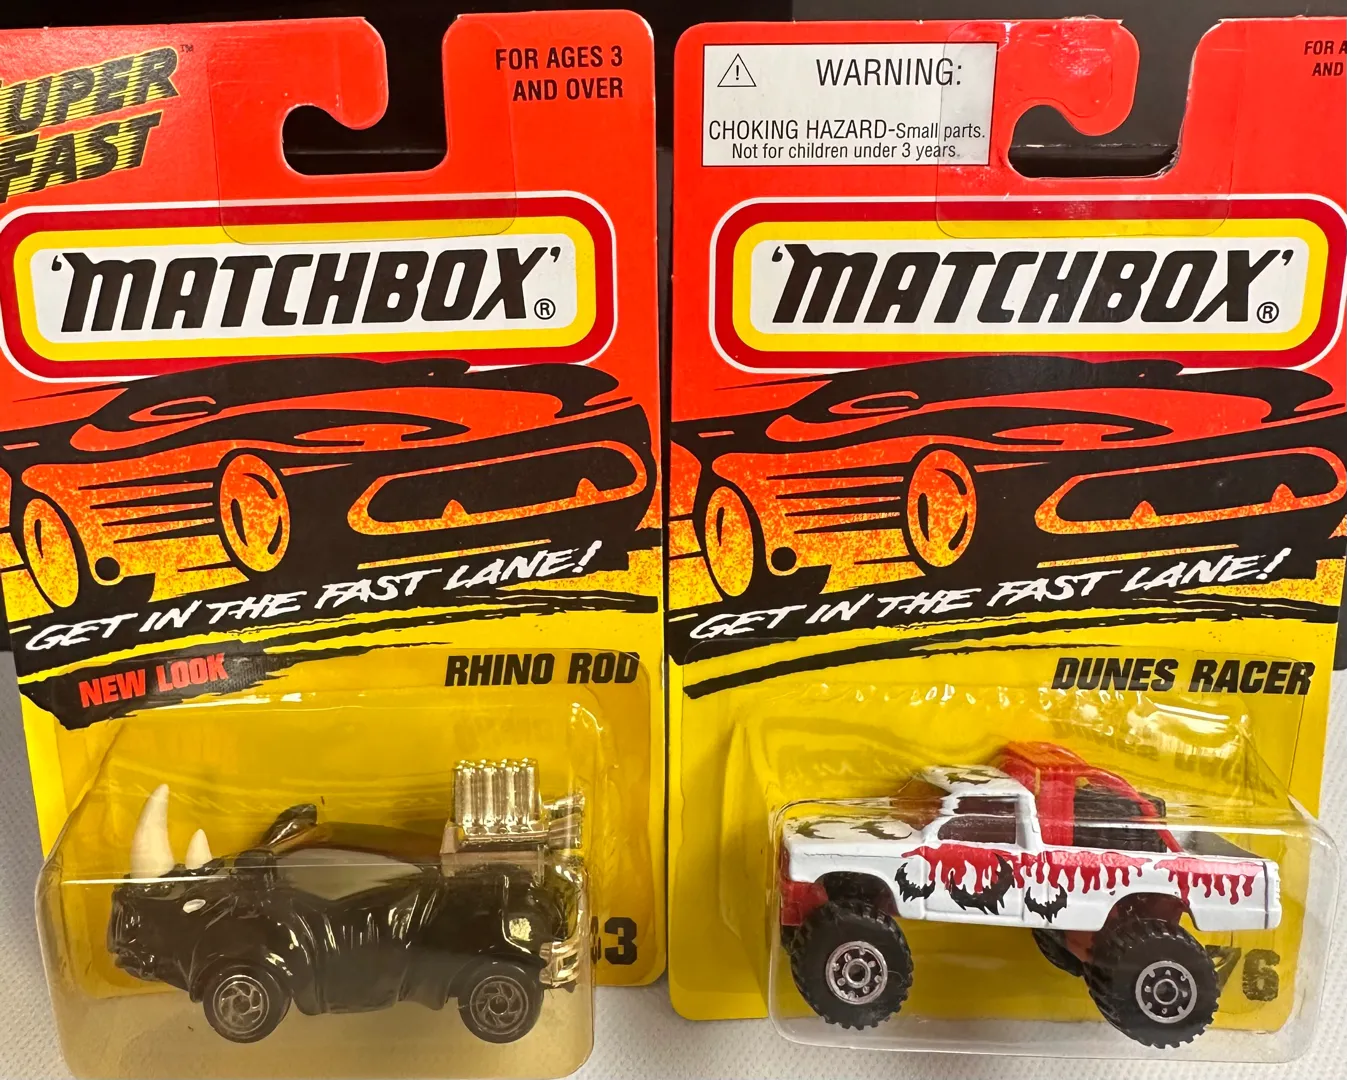 SUPER
FAST
™
FOR AGES 3
AND OVER
'MATCHBOX'®
GET IN THE FAST LANE!
NEW LOOK
RHINO ROD
43
WARNING:
CHOKING HAZARD-Small parts.
Not for children under 3 years.
FOR A
AND
'MATCHBOX'®
GET IN THE FAST LANE!
DUNES RACER
76